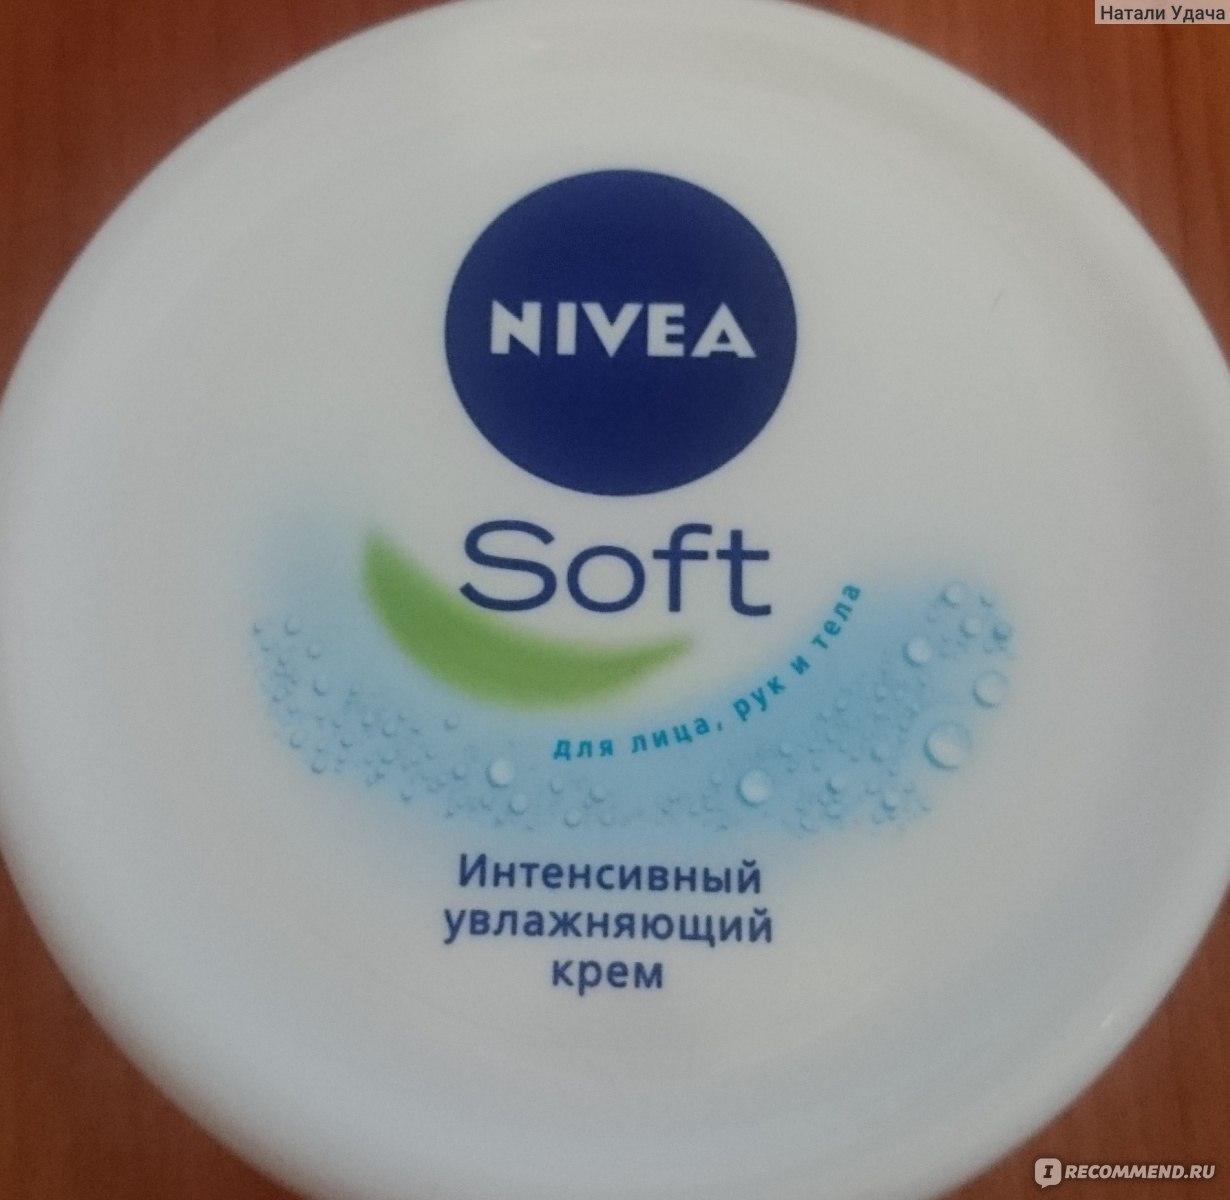 Натали Удача
NIVEA
Soft
для лица, рук и тела
Интенсивный
увлажняющий
крем
I RECOMMEND.RU